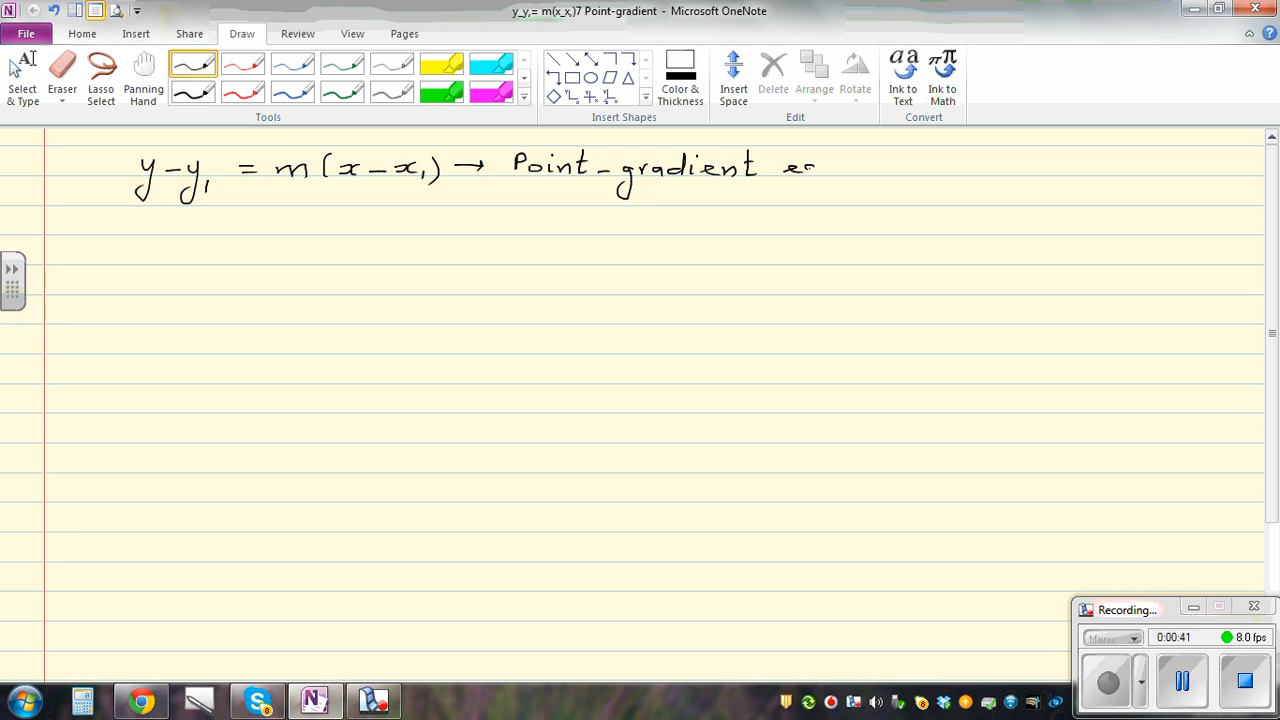 y_y,= m(x_x,)7 Point-gradient - Microsoft OneNote
File Home Insert Share Draw Review View Pages
Select & Type Eraser Lasso Select Panning Hand Color & Thickness Insert Space Delete Arrange Rotate Ink to Text Ink to Math
Tools Insert Shapes Edit Convert
y-y₁ = m(x-x₁) → Point-gradient
Recording...
Menu 0:00:41 8.0 fps